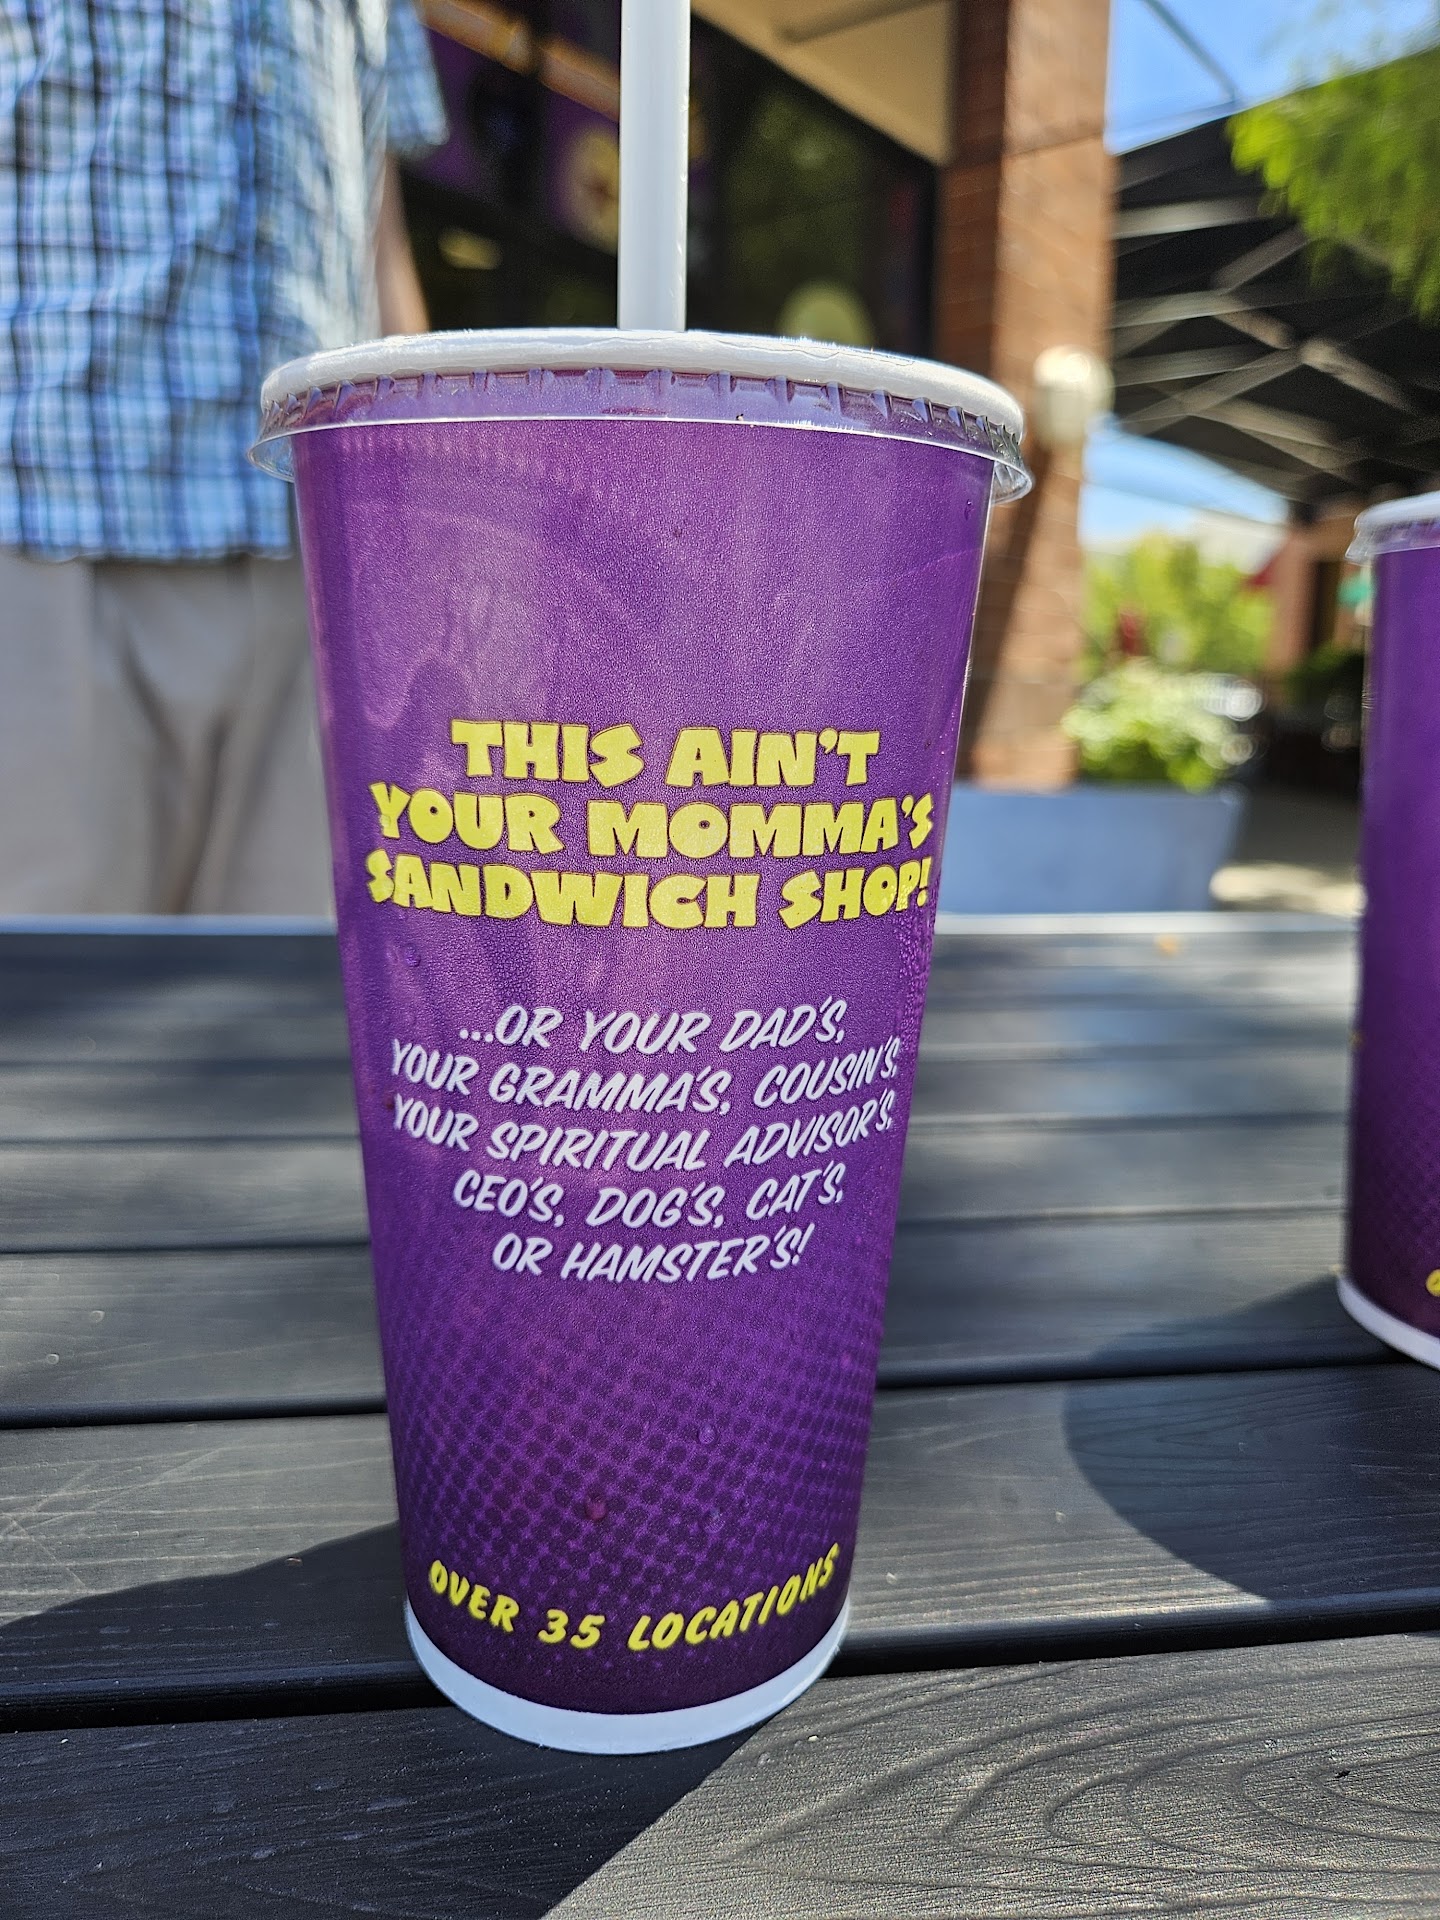 THIS AIN'T
YOUR MOMMA'S
SANDWICH SHOP!
...OR YOUR DAD'S,
YOUR GRAMMA'S, COUSIN'S,
YOUR SPIRITUAL ADVISOR'S,
CEO'S, DOG'S, CAT'S,
OR HAMSTER'S!
OVER 35 LOCATIONS